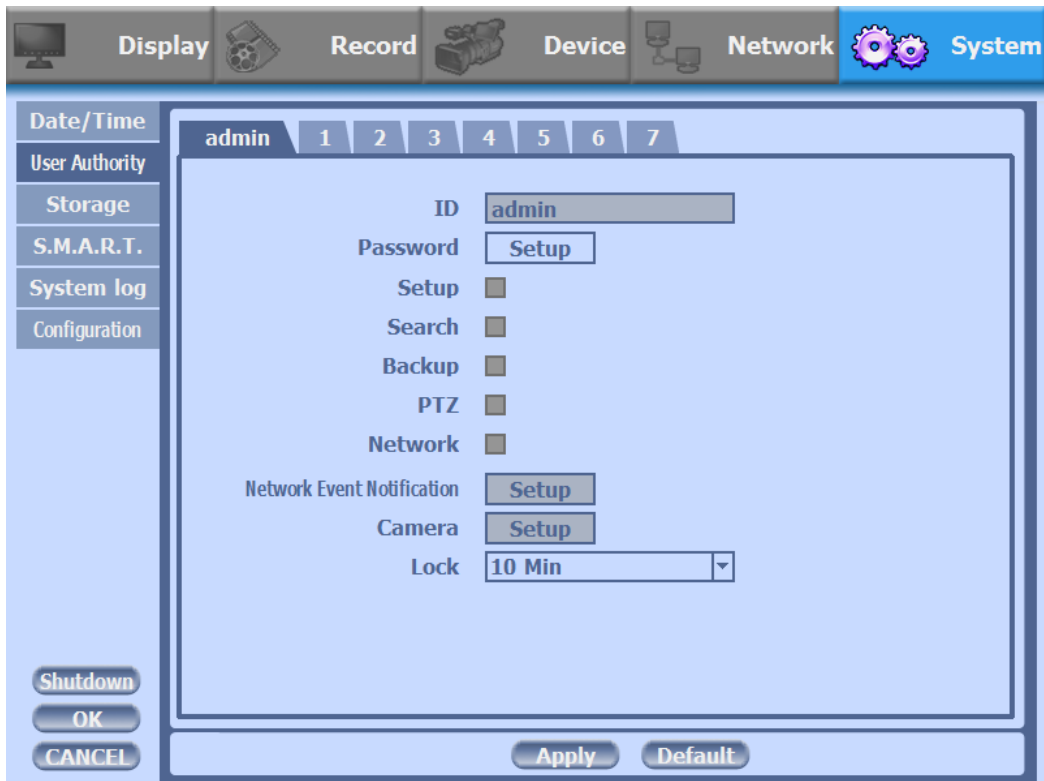 Display Record Device Network System
Date/Time
User Authority
Storage
S.M.A.R.T.
System log
Configuration
admin 1 2 3 4 5 6 7
ID admin
Password Setup
Setup
Search
Backup
PTZ
Network
Network Event Notification Setup
Camera Setup
Lock 10 Min
Shutdown
OK
CANCEL
Apply Default